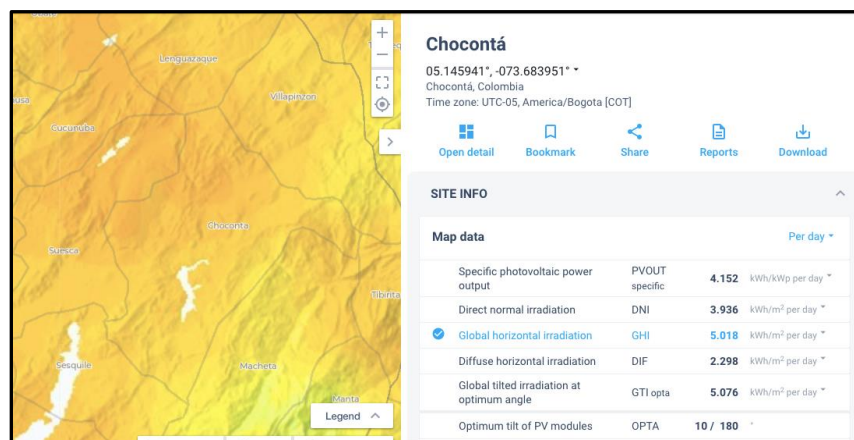 Lenguazaque
Villapinzon
Cucunuba
Choconta
Suesca
Tibirita
Sesquile
Macheta
Manta
Legend
Chocontá
05.145941°, -073.683951°
Chocontá, Colombia
Time zone: UTC-05, America/Bogota [COT]
Open detail
Bookmark
Share
Reports
Download
SITE INFO
Map data
Per day
Specific photovoltaic power output PVOUT specific 4.152 kWh/kWp per day
Direct normal irradiation DNI 3.936 kWh/m² per day
Global horizontal irradiation GHI 5.018 kWh/m² per day
Diffuse horizontal irradiation DIF 2.298 kWh/m² per day
Global tilted irradiation at optimum angle GTI opta 5.076 kWh/m² per day
Optimum tilt of PV modules OPTA 10 / 180 °